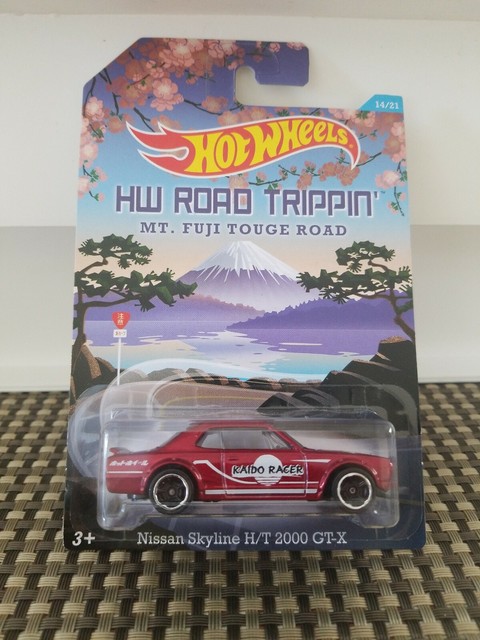 14/21
HOT WHEELS
HW ROAD TRIPPIN'
MT. FUJI TOUGE ROAD
KAIDO RACER
3+
Nissan Skyline H/T 2000 GT-X